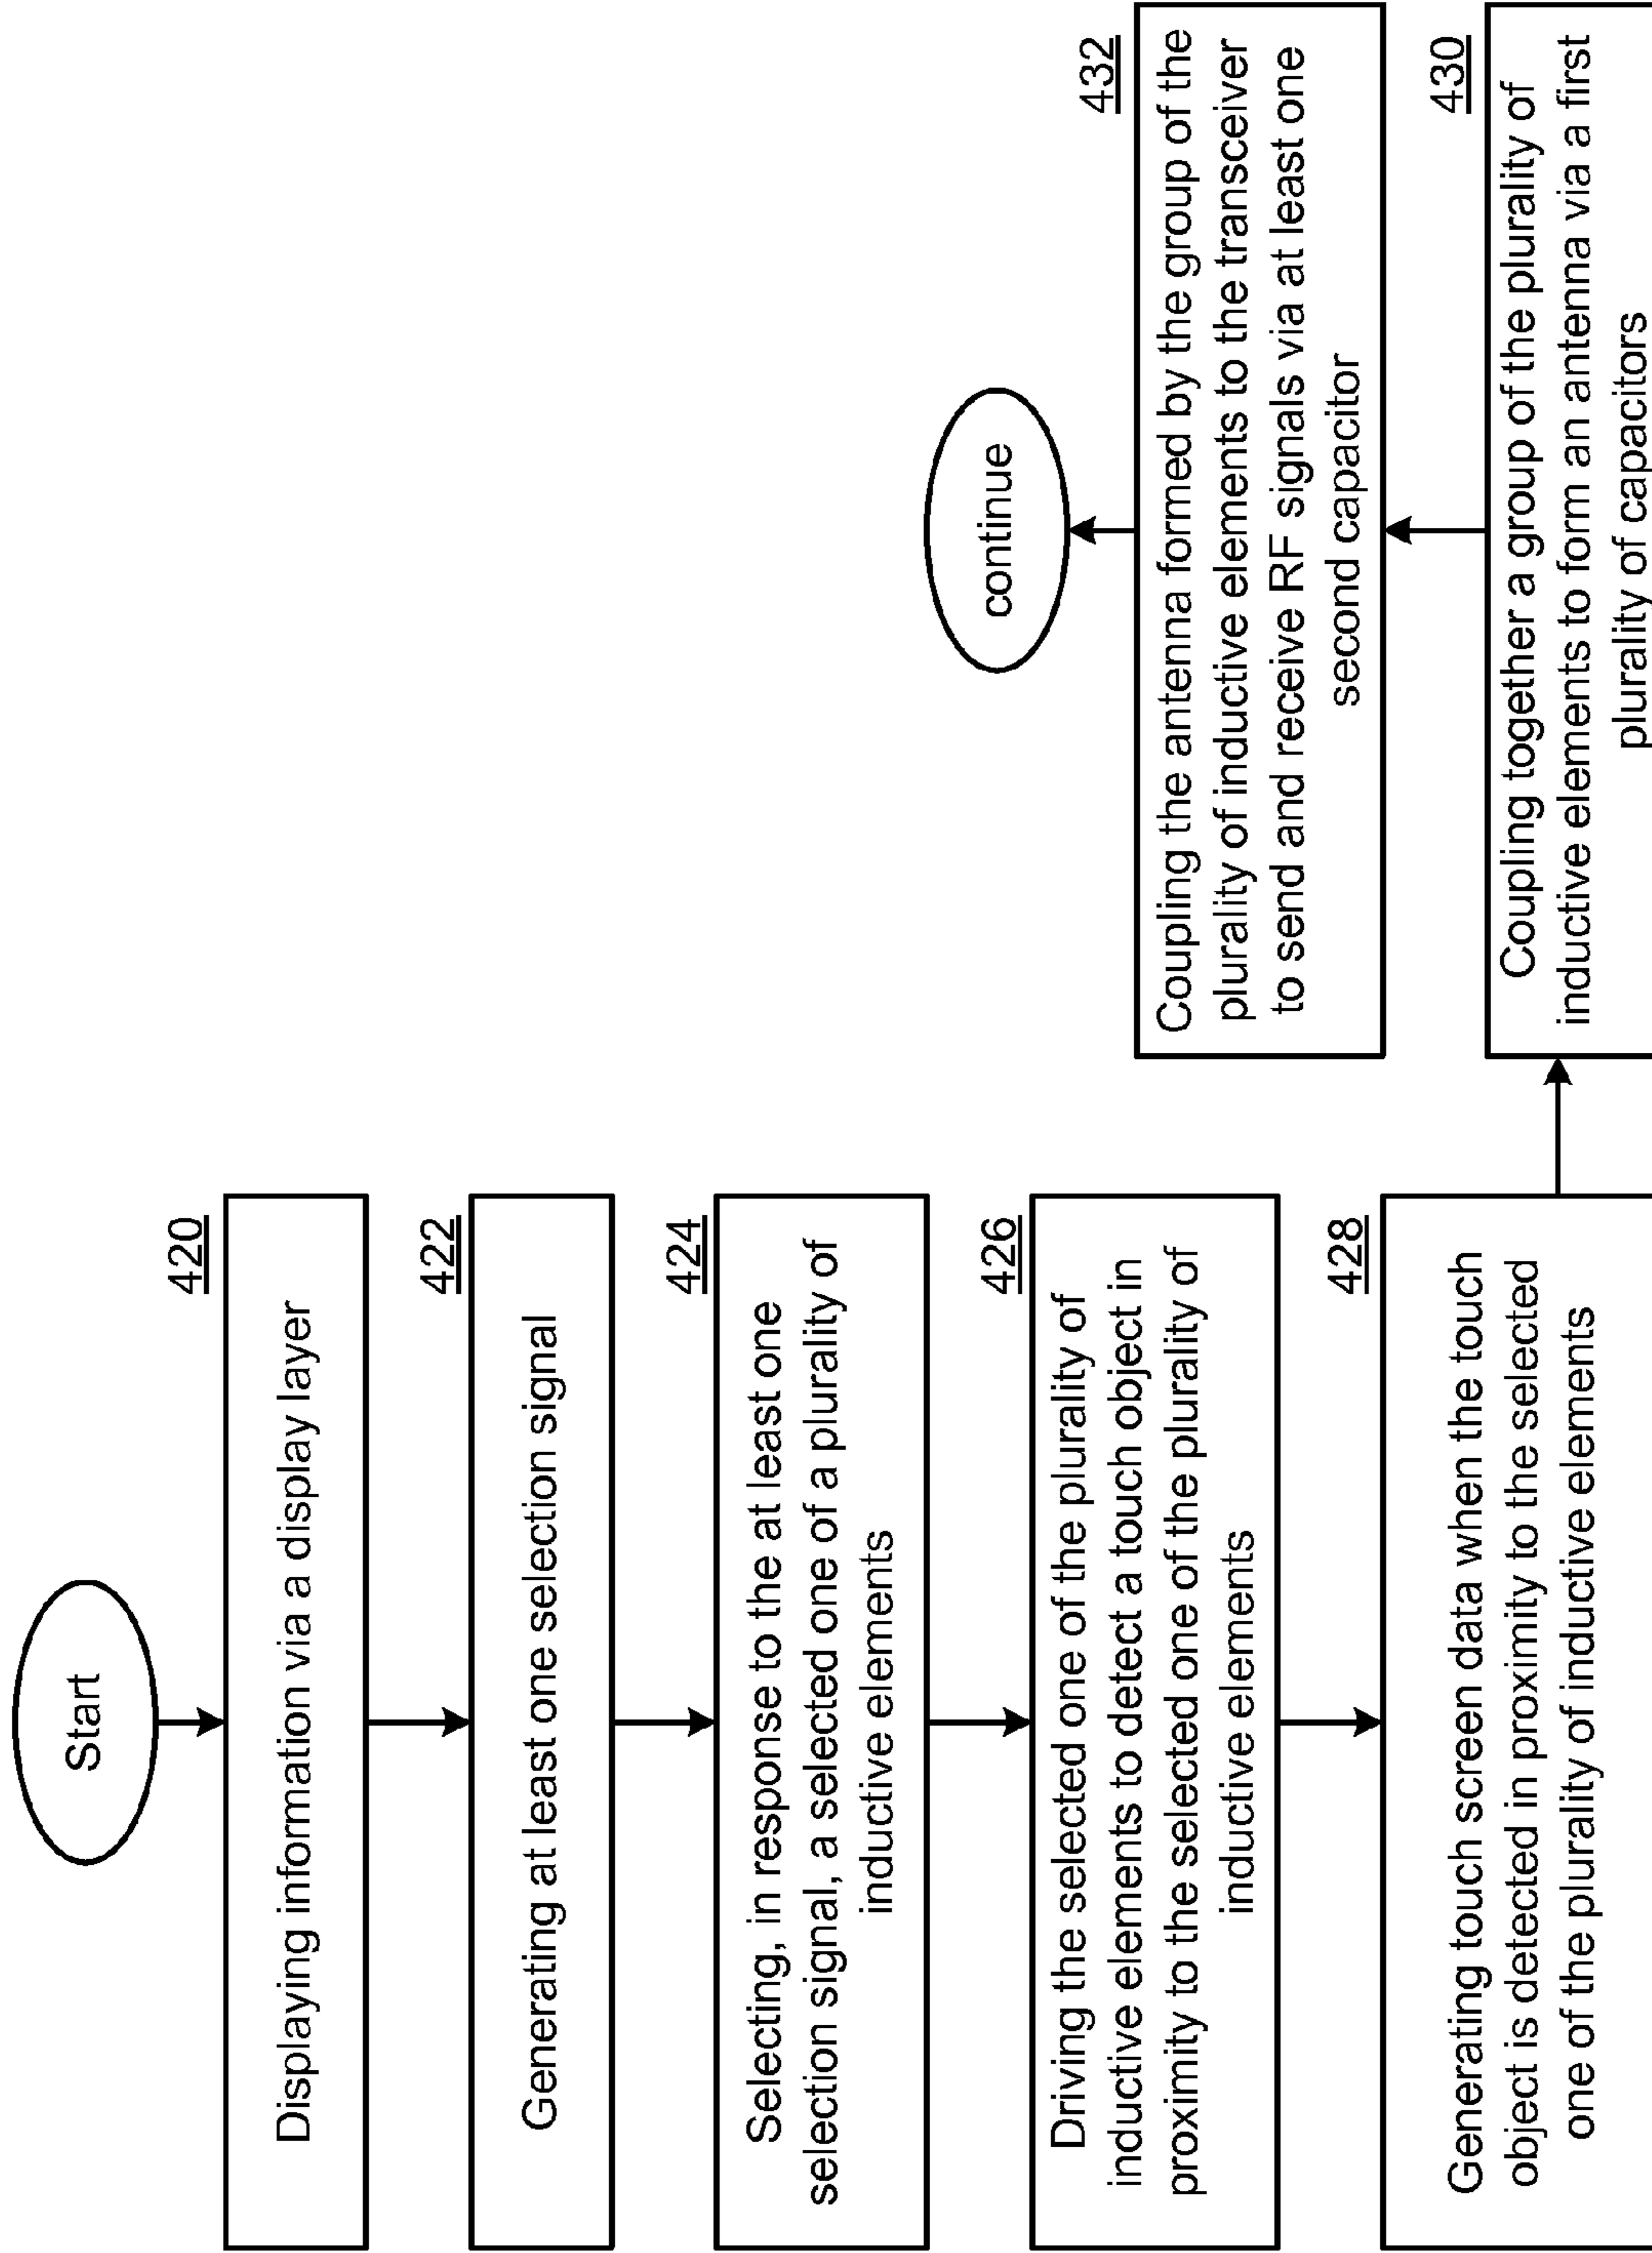 Start
420
Displaying information via a display layer
422
Generating at least one selection signal
424
Selecting, in response to the at least one
selection signal, a selected one of a plurality of
inductive elements
426
Driving the selected one of the plurality of
inductive elements to detect a touch object in
proximity to the selected one of the plurality of
inductive elements
428
Generating touch screen data when the touch
object is detected in proximity to the selected
one of the plurality of inductive elements
430
Coupling together a group of the plurality of
inductive elements to form an antenna via a first
plurality of capacitors
432
Coupling the antenna formed by the group of the
plurality of inductive elements to the transceiver
to send and receive RF signals via at least one
second capacitor
continue